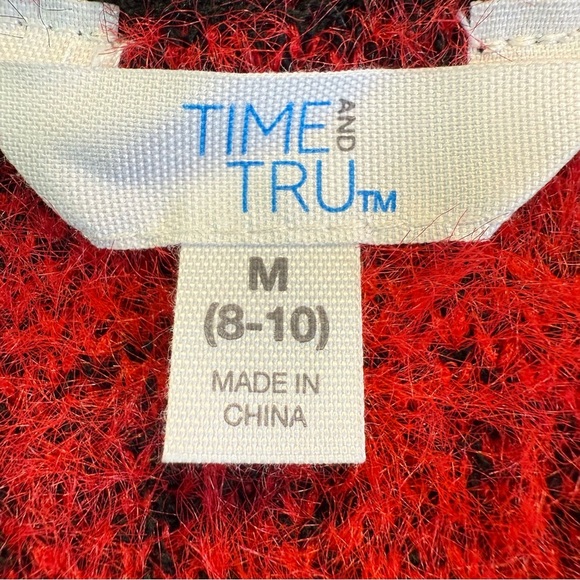 TIME AND
TRU™
M
(8-10)
MADE IN
CHINA